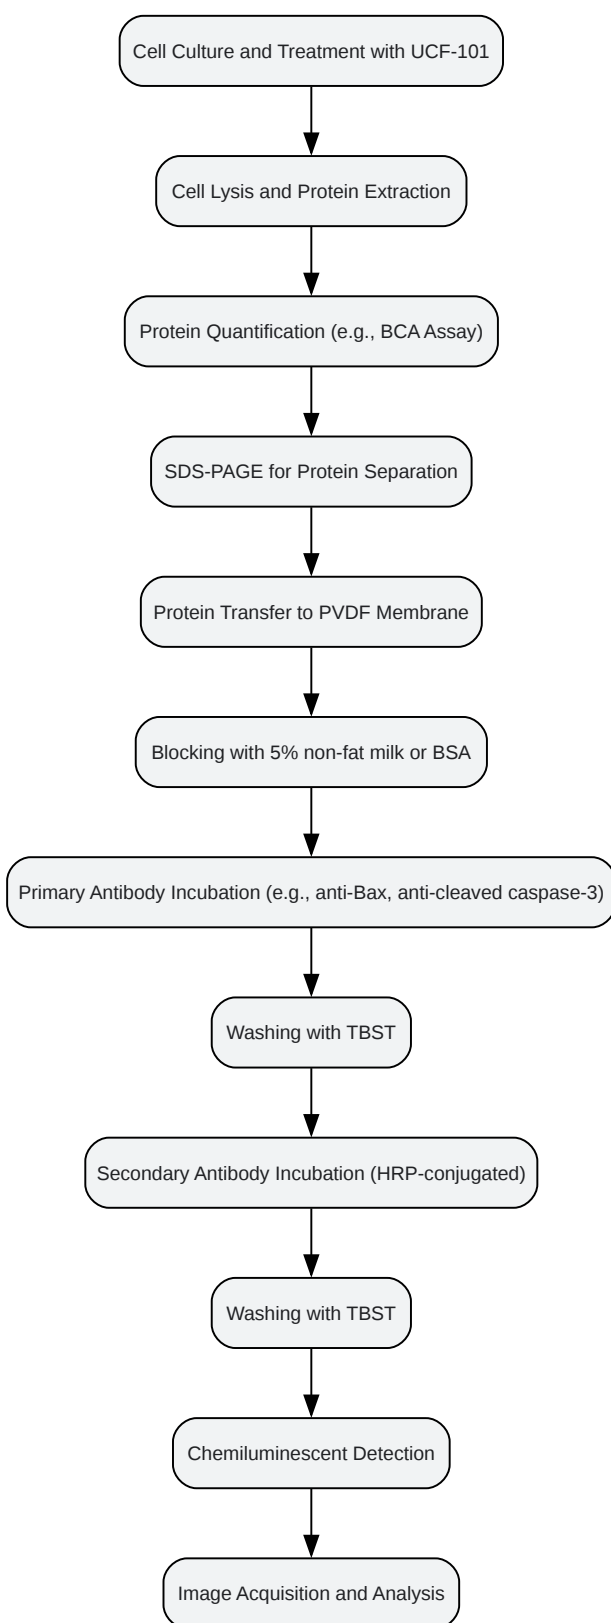 Cell Culture and Treatment with UCF-101
Cell Lysis and Protein Extraction
Protein Quantification (e.g., BCA Assay)
SDS-PAGE for Protein Separation
Protein Transfer to PVDF Membrane
Blocking with 5% non-fat milk or BSA
Primary Antibody Incubation (e.g., anti-Bax, anti-cleaved caspase-3)
Washing with TBST
Secondary Antibody Incubation (HRP-conjugated)
Washing with TBST
Chemiluminescent Detection
Image Acquisition and Analysis